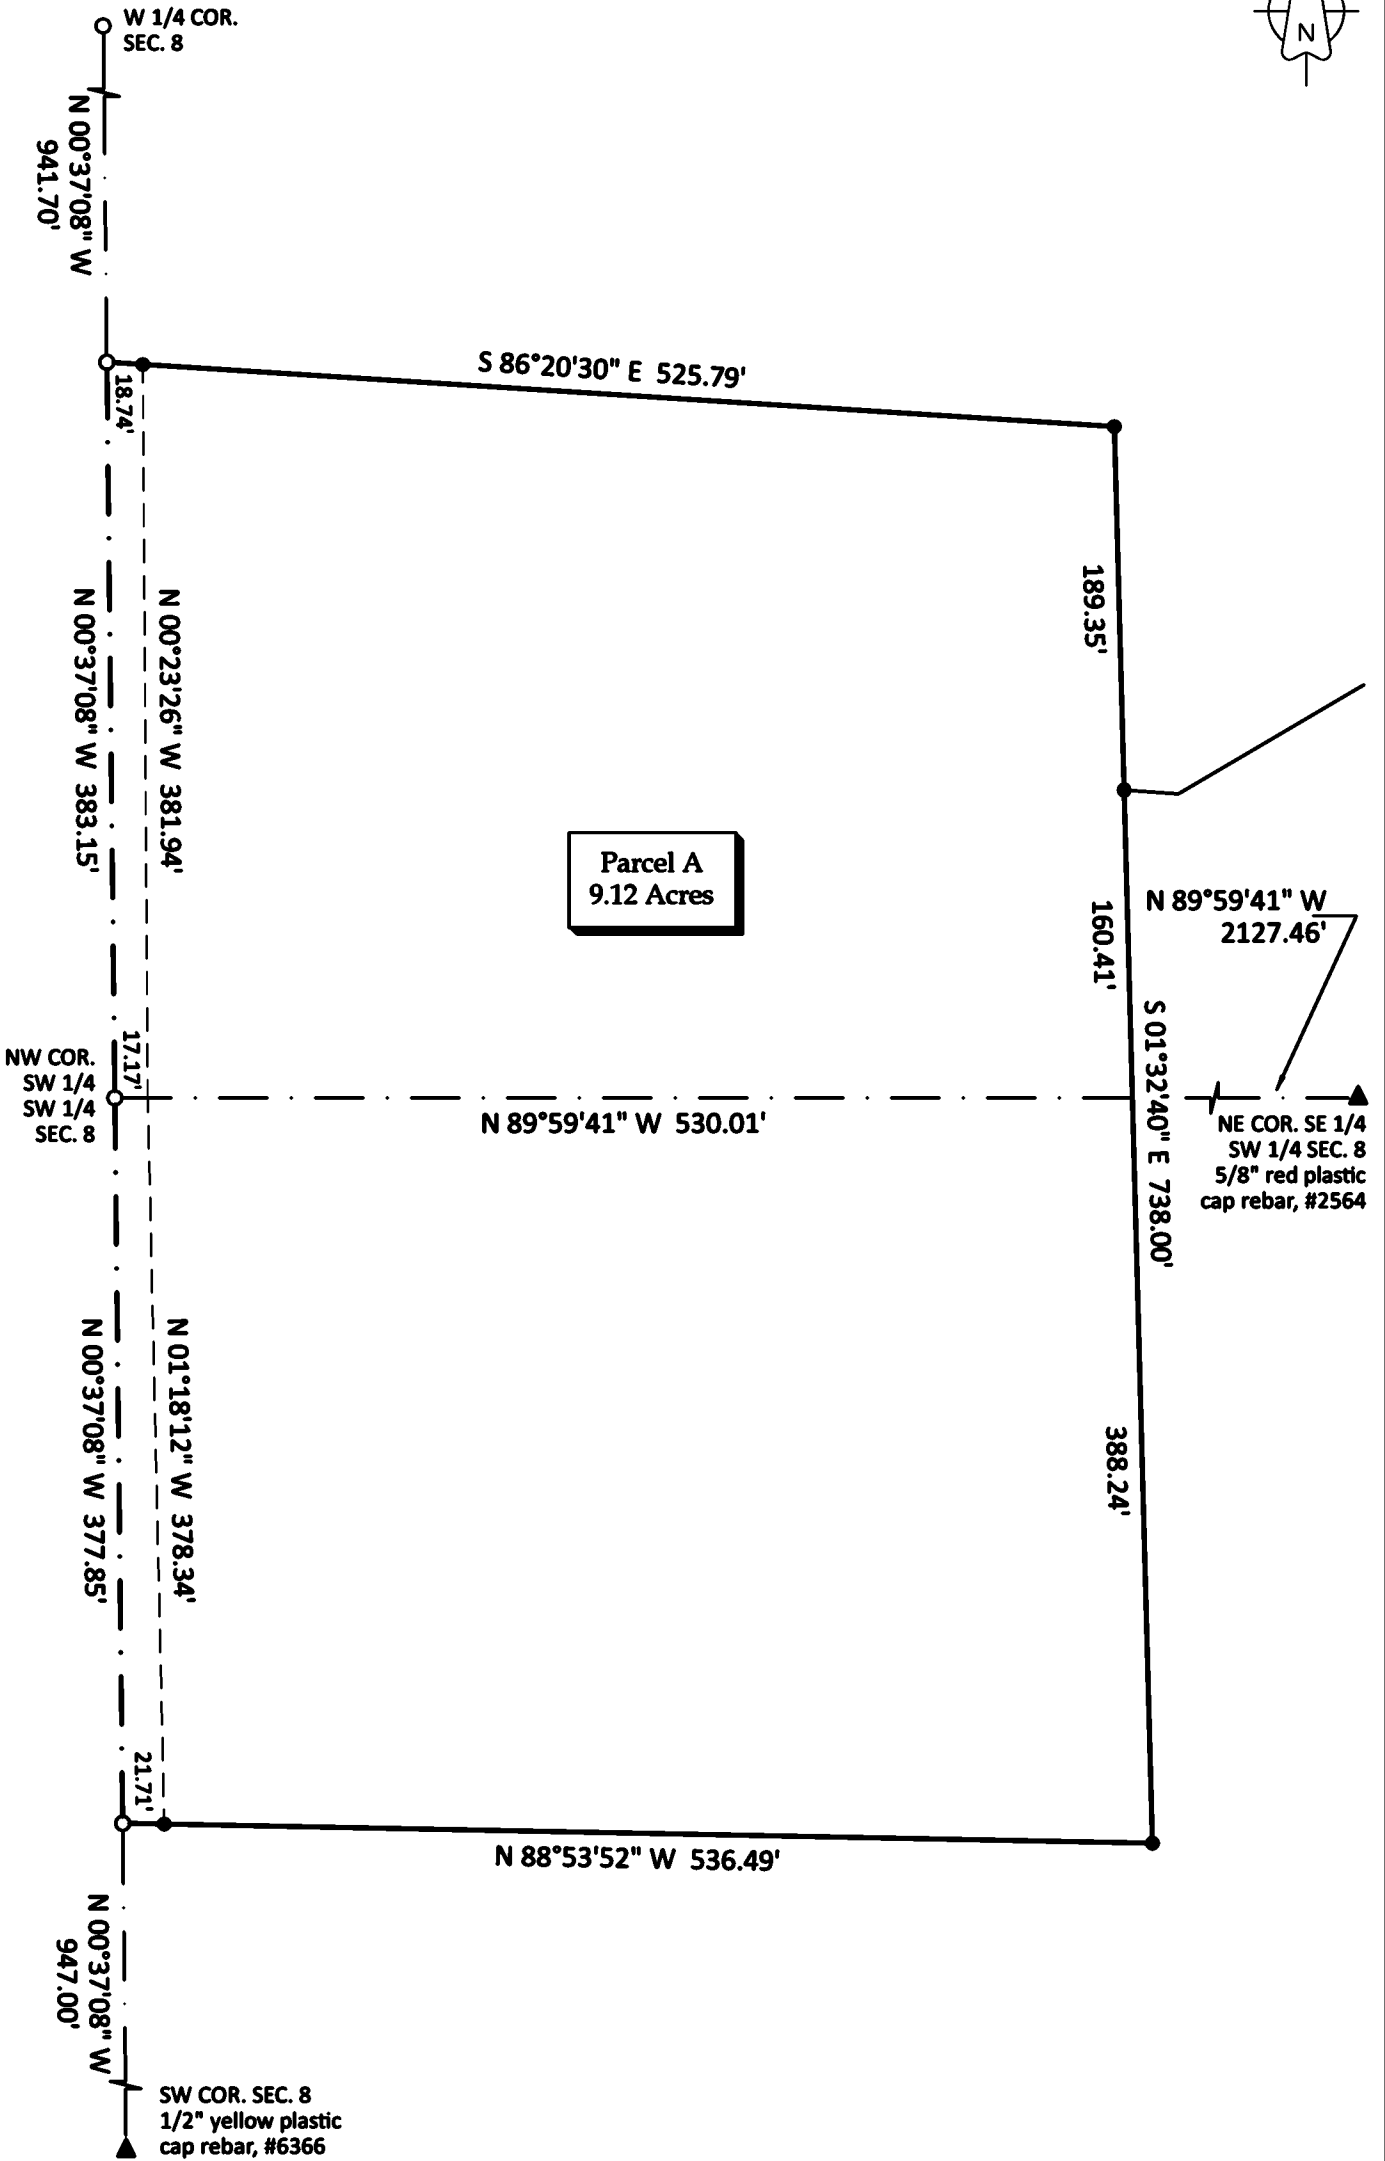 W 1/4 COR.
SEC. 8
N
N 00°37'08" W
941.70'
S 86°20'30" E 525.79'
18.74'
189.35'
N 00°37'08" W 383.15'
N 00°23'26" W 381.94'
Parcel A
9.12 Acres
160.41'
N 89°59'41" W
2127.46'
S 01°32'40" E 738.00'
17.17'
NW COR.
SW 1/4
SW 1/4
SEC. 8
N 89°59'41" W 530.01'
NE COR. SE 1/4
SW 1/4 SEC. 8
5/8" red plastic
cap rebar, #2564
N 00°37'08" W 377.85'
N 01°18'12" W 378.34'
388.24'
21.71'
N 88°53'52" W 536.49'
N 00°37'08" W
947.00'
SW COR. SEC. 8
1/2" yellow plastic
cap rebar, #6366